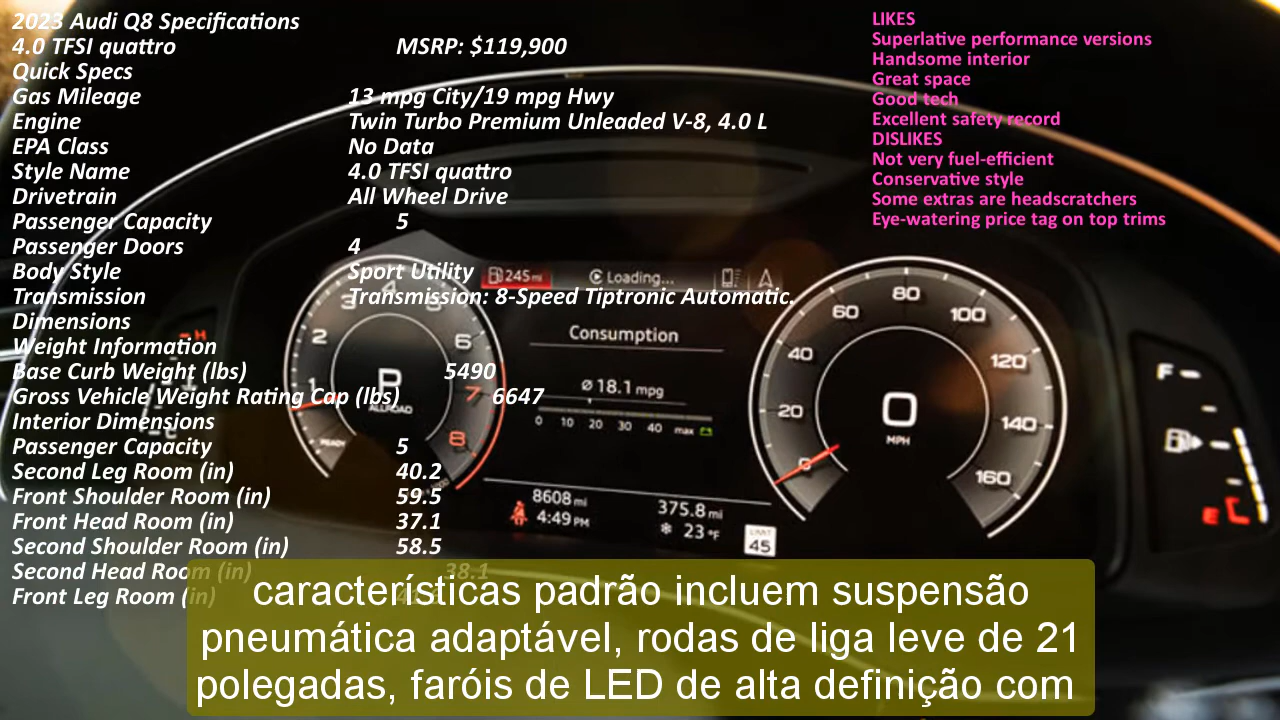 2023 Audi Q8 Specifications
4.0 TFSI quattro MSRP: $119,900
Quick Specs
Gas Mileage 13 mpg City/19 mpg Hwy
Engine Twin Turbo Premium Unleaded V-8, 4.0 L
EPA Class No Data
Style Name 4.0 TFSI quattro
Drivetrain All Wheel Drive
Passenger Capacity 5
Passenger Doors 4
Body Style Sport Utility
Transmission Transmission: 8-Speed Tiptronic Automatic.
Dimensions
Weight Information
Base Curb Weight (lbs) 5490
Gross Vehicle Weight Rating Cap (lbs) 6647
Interior Dimensions
Passenger Capacity 5
Second Leg Room (in) 40.2
Front Shoulder Room (in) 59.5
Front Head Room (in) 37.1
Second Shoulder Room (in) 58.5
Second Head Room (in) 38.1
Front Leg Room (in)
LIKES
Superlative performance versions
Handsome interior
Great space
Good tech
Excellent safety record
DISLIKES
Not very fuel-efficient
Conservative style
Some extras are headscratchers
Eye-watering price tag on top trims
245 mi Loading...
Consumption
⌀ 18.1 mpg
0 10 20 30 40 max
8608 mi 375.8 mi
4:49 PM 23 °F
LIMIT
45
1 2 3 4 6 7 8
P
ALLROAD
READY
0 20 40 60 80 100 120 140 160
0
MPH
H
F
E
características padrão incluem suspensão
pneumática adaptável, rodas de liga leve de 21
polegadas, faróis de LED de alta definição com